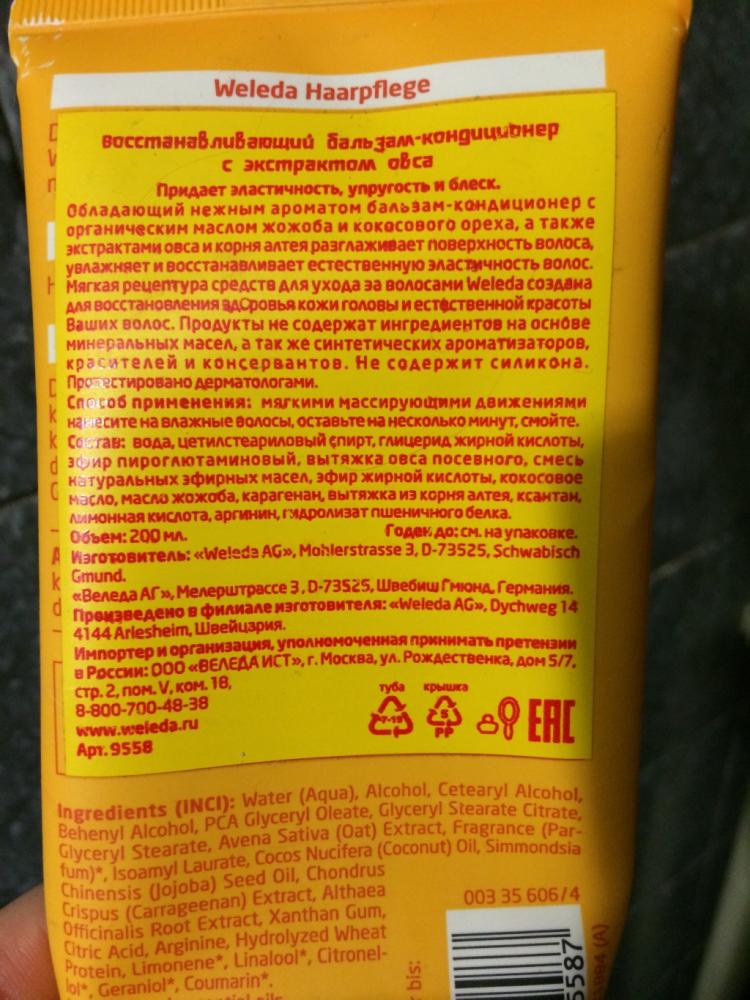 Weleda Haarpflege
восстанавливающий бальзам-кондиционер
с экстрактом овса
Придает эластичность, упругость и блеск.
Обладающий нежным ароматом бальзам-кондиционер с
органическим маслом жожоба и кокосового ореха, а также
экстрактами овса и корня алтея разглаживает поверхность волоса,
увлажняет и восстанавливает естественную эластичность волос.
Мягкая рецептура средств для ухода за волосами Weleda создана
для восстановления здоровья кожи головы и естественной красоты
Ваших волос. Продукты не содержат ингредиентов на основе
минеральных масел, а так же синтетических ароматизаторов,
красителей и консервантов. Не содержит силикона.
Протестировано дерматологами.
Способ применения: мягкими массирующими движениями
нанесите на влажные волосы, оставьте на несколько минут, смойте.
Состав: вода, цетилстеариловый спирт, глицерид жирной кислоты,
эфир пироглютаминовый, вытяжка овса посевного, смесь
натуральных эфирных масел, эфир жирной кислоты, кокосовое
масло, масло жожоба, карагенан, вытяжка из корня алтея, ксантан,
лимонная кислота, аргинин, гидролизат пшеничного белка.
Объем: 200 мл. Годен до: см. на упаковке.
Изготовитель: «Weleda AG», Mohlerstrasse 3, D-73525, Schwabisch
Gmund.
«Веледа АГ», Мелерштрассе 3, D-73525, Швебиш Гмюнд, Германия.
Произведено в филиале изготовителя: «Weleda AG», Dychweg 14
4144 Arlesheim, Швейцария.
Импортер и организация, уполномоченная принимать претензии
в России: ООО «ВЕЛЕДА ИСТ», г. Москва, ул. Рождественка, дом 5/7,
стр. 2, пом. V, ком. 18,
8-800-700-48-38
www.weleda.ru
Арт. 9558
туба крышка
5
PP
EAC
Ingredients (INCI): Water (Aqua), Alcohol, Cetearyl Alcohol,
Behenyl Alcohol, PCA Glyceryl Oleate, Glyceryl Stearate Citrate,
Glyceryl Stearate, Avena Sativa (Oat) Extract, Fragrance (Par-
fum)*, Isoamyl Laurate, Cocos Nucifera (Coconut) Oil, Simmondsia
Chinensis (Jojoba) Seed Oil, Chondrus
Crispus (Carrageenan) Extract, Althaea
Officinalis Root Extract, Xanthan Gum,
Citric Acid, Arginine, Hydrolyzed Wheat
Protein, Limonene*, Linalool*, Citronel-
lol*, Geraniol*, Coumarin*.
003 35 606/4
bis:
5587